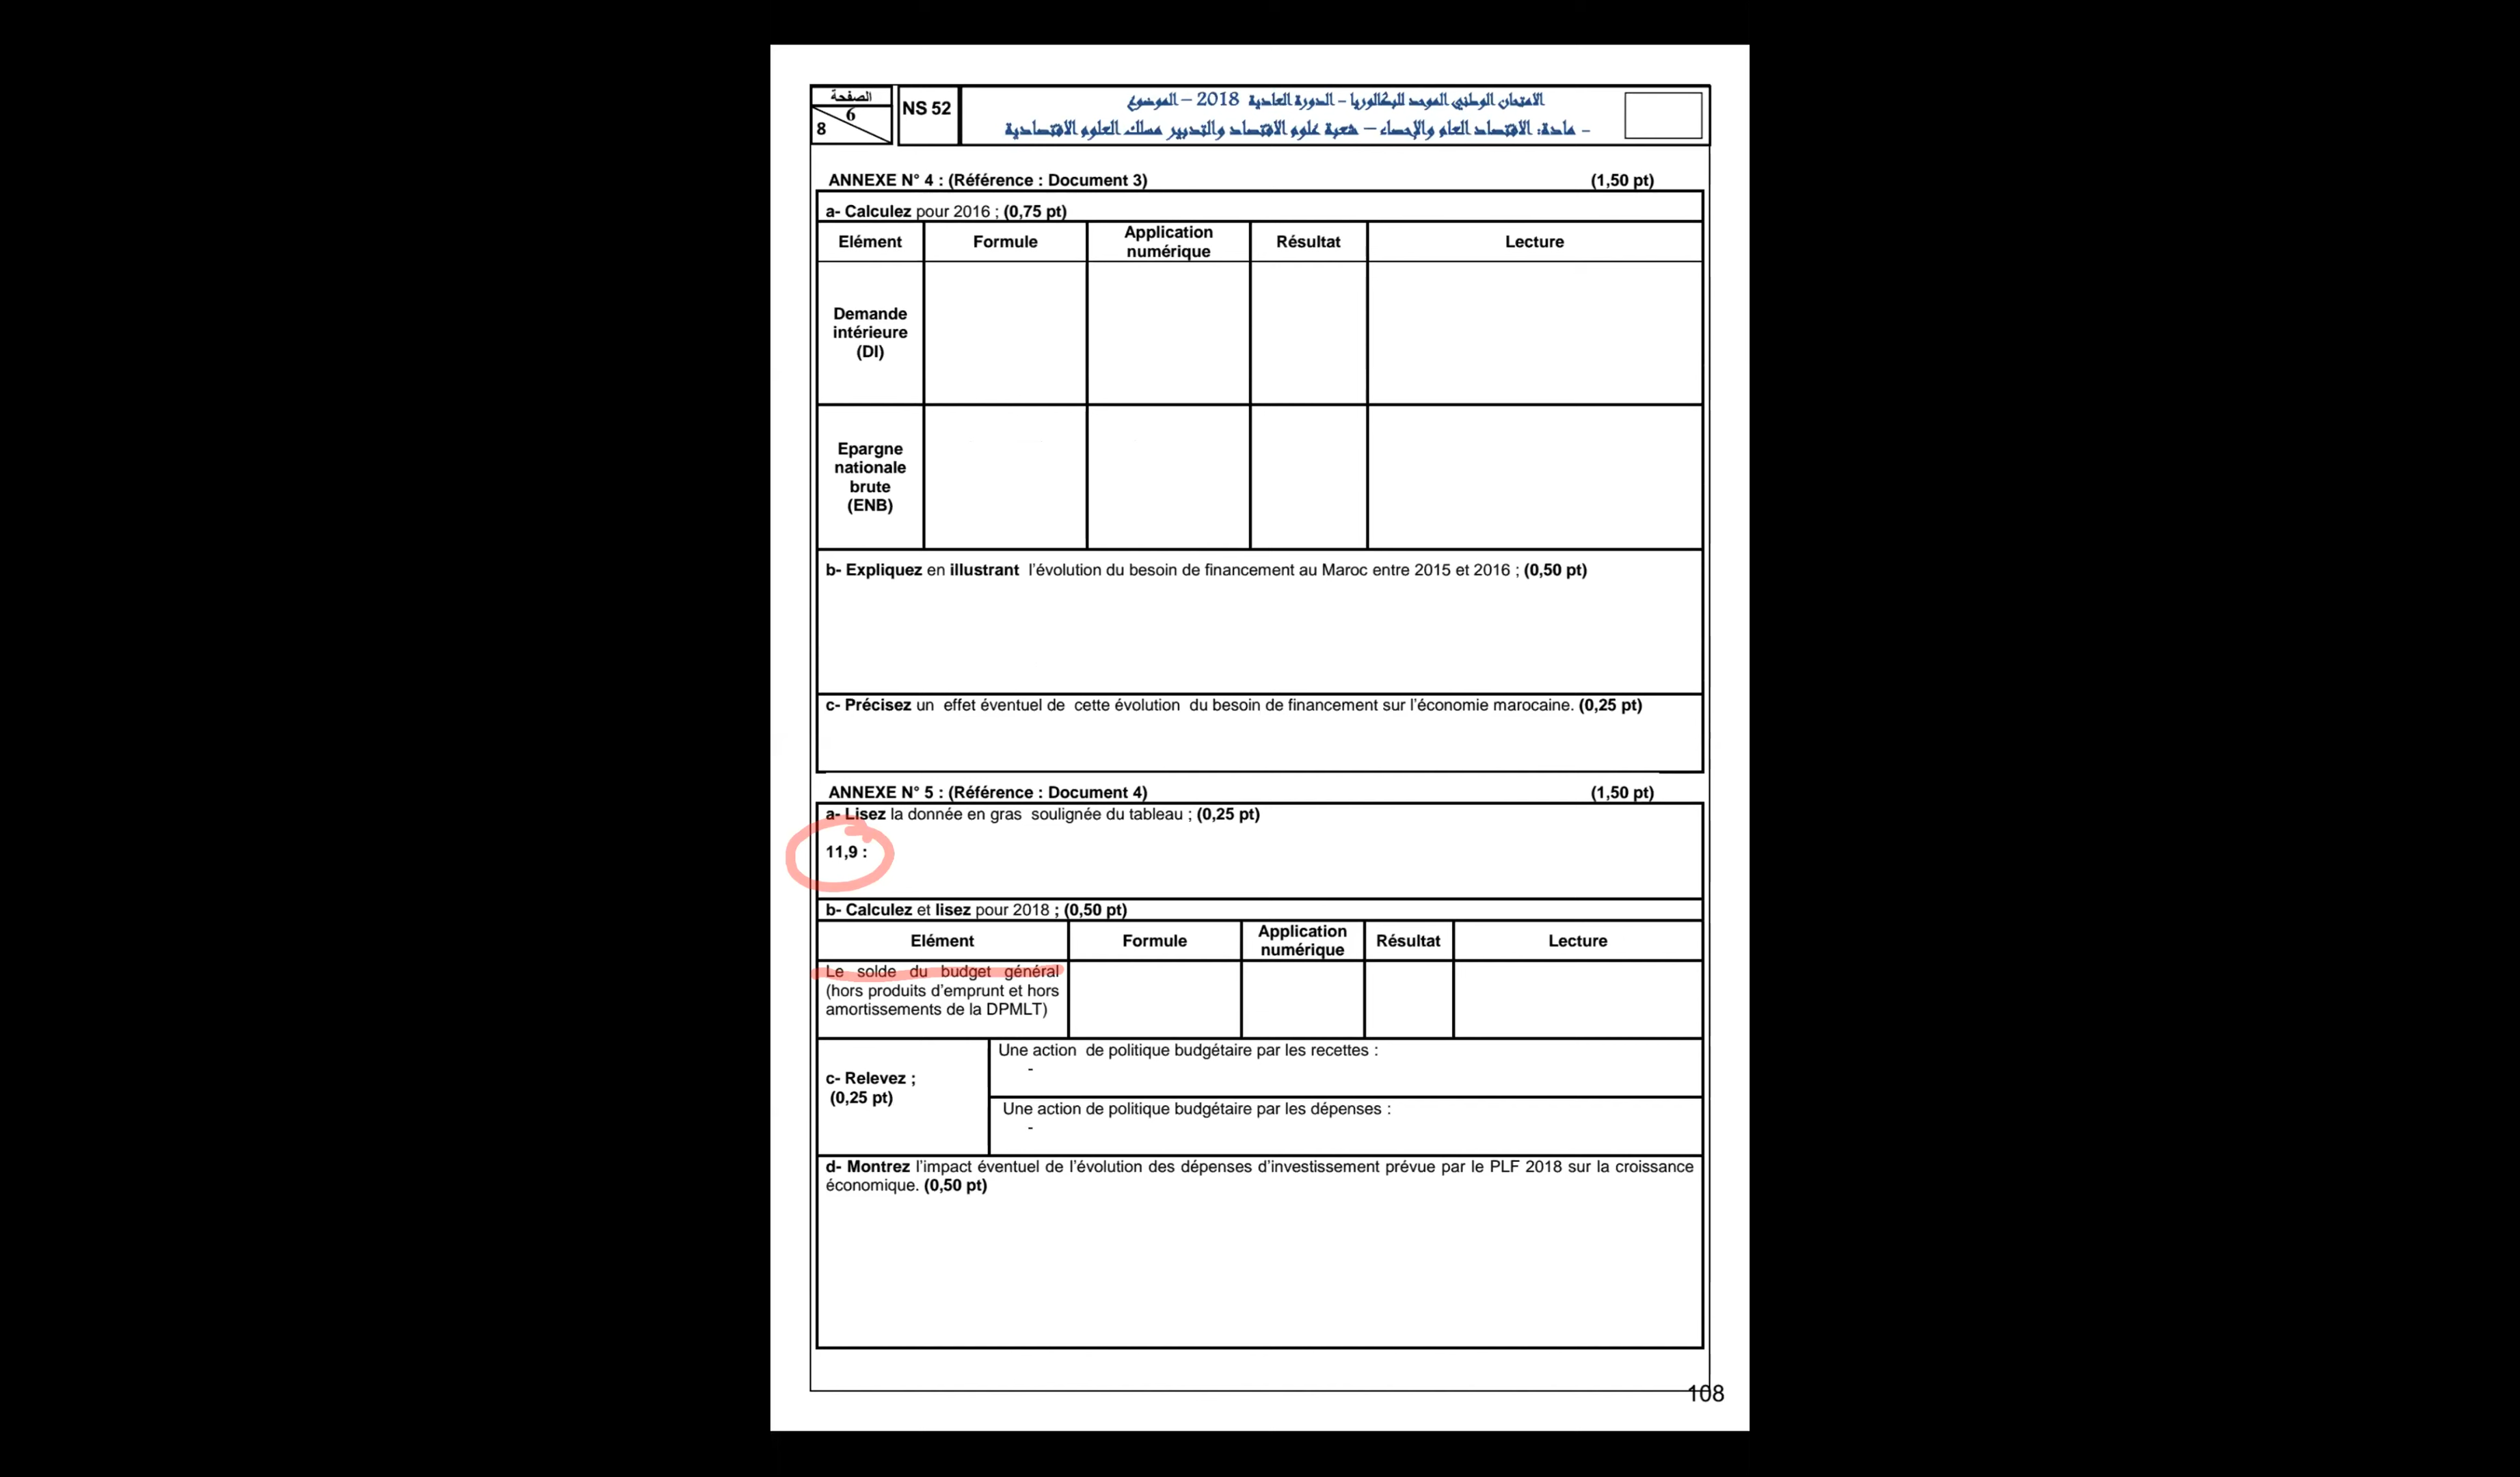 الصفحة
6
8
NS 52
الامتحان الوطني الموحد للبكالوريا - الدورة العادية 2018 – الموضوع
- مادة: الاقتصاد العام والإحصاء – شعبة علوم الاقتصاد والتدبير مسلك العلوم الاقتصادية
ANNEXE N° 4 : (Référence : Document 3) (1,50 pt)
a- Calculez pour 2016 ; (0,75 pt)
Elément Formule Application numérique Résultat Lecture
Demande
intérieure
(DI)
Epargne
nationale
brute
(ENB)
b- Expliquez en illustrant l'évolution du besoin de financement au Maroc entre 2015 et 2016 ; (0,50 pt)
c- Précisez un effet éventuel de cette évolution du besoin de financement sur l'économie marocaine. (0,25 pt)
ANNEXE N° 5 : (Référence : Document 4) (1,50 pt)
a- Lisez la donnée en gras soulignée du tableau ; (0,25 pt)
11,9 :
b- Calculez et lisez pour 2018 ; (0,50 pt)
Elément Formule Application numérique Résultat Lecture
Le solde du budget général
(hors produits d'emprunt et hors
amortissements de la DPMLT)
c- Relevez ;
(0,25 pt)
Une action de politique budgétaire par les recettes :
-
Une action de politique budgétaire par les dépenses :
-
d- Montrez l'impact éventuel de l'évolution des dépenses d'investissement prévue par le PLF 2018 sur la croissance
économique. (0,50 pt)
108